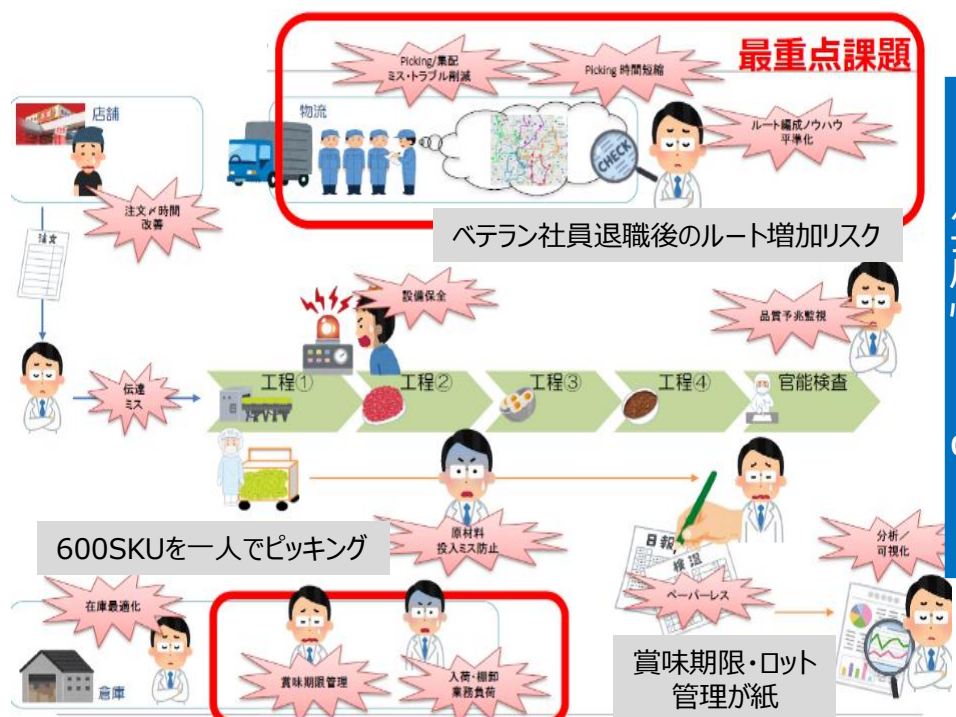 最重点課題
Picking/集配
ミス・トラブル削減
Picking 時間短縮
店舗
物流
CHECK
ルート編成ノウハウ
平準化
注文〆時間
改善
注文
ベテラン社員退職後のルート増加リスク
設備保全
品質予兆監視
伝達
ミス
工程①
工程②
工程③
工程④
官能検査
600SKUを一人でピッキング
原材料
投入ミス防止
日報
検温
ペーパーレス
分析／
可視化
在庫最適化
倉庫
賞味期限管理
入荷・棚卸
業務負荷
賞味期限・ロット
管理が紙